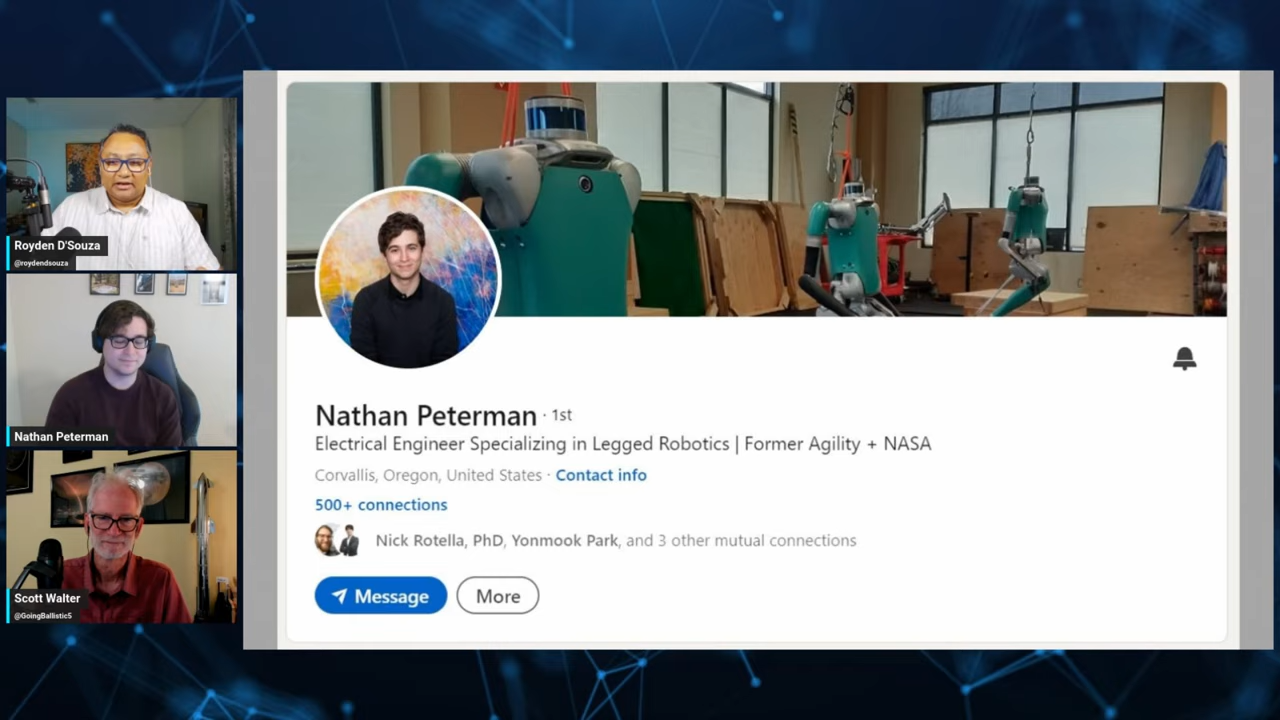 Royden D'Souza
@roydendsouza
Nathan Peterman
Scott Walter
@GoingBallistic5
Nathan Peterman · 1st
Electrical Engineer Specializing in Legged Robotics | Former Agility + NASA
Corvallis, Oregon, United States · Contact info
500+ connections
Nick Rotella, PhD, Yonmook Park, and 3 other mutual connections
Message
More